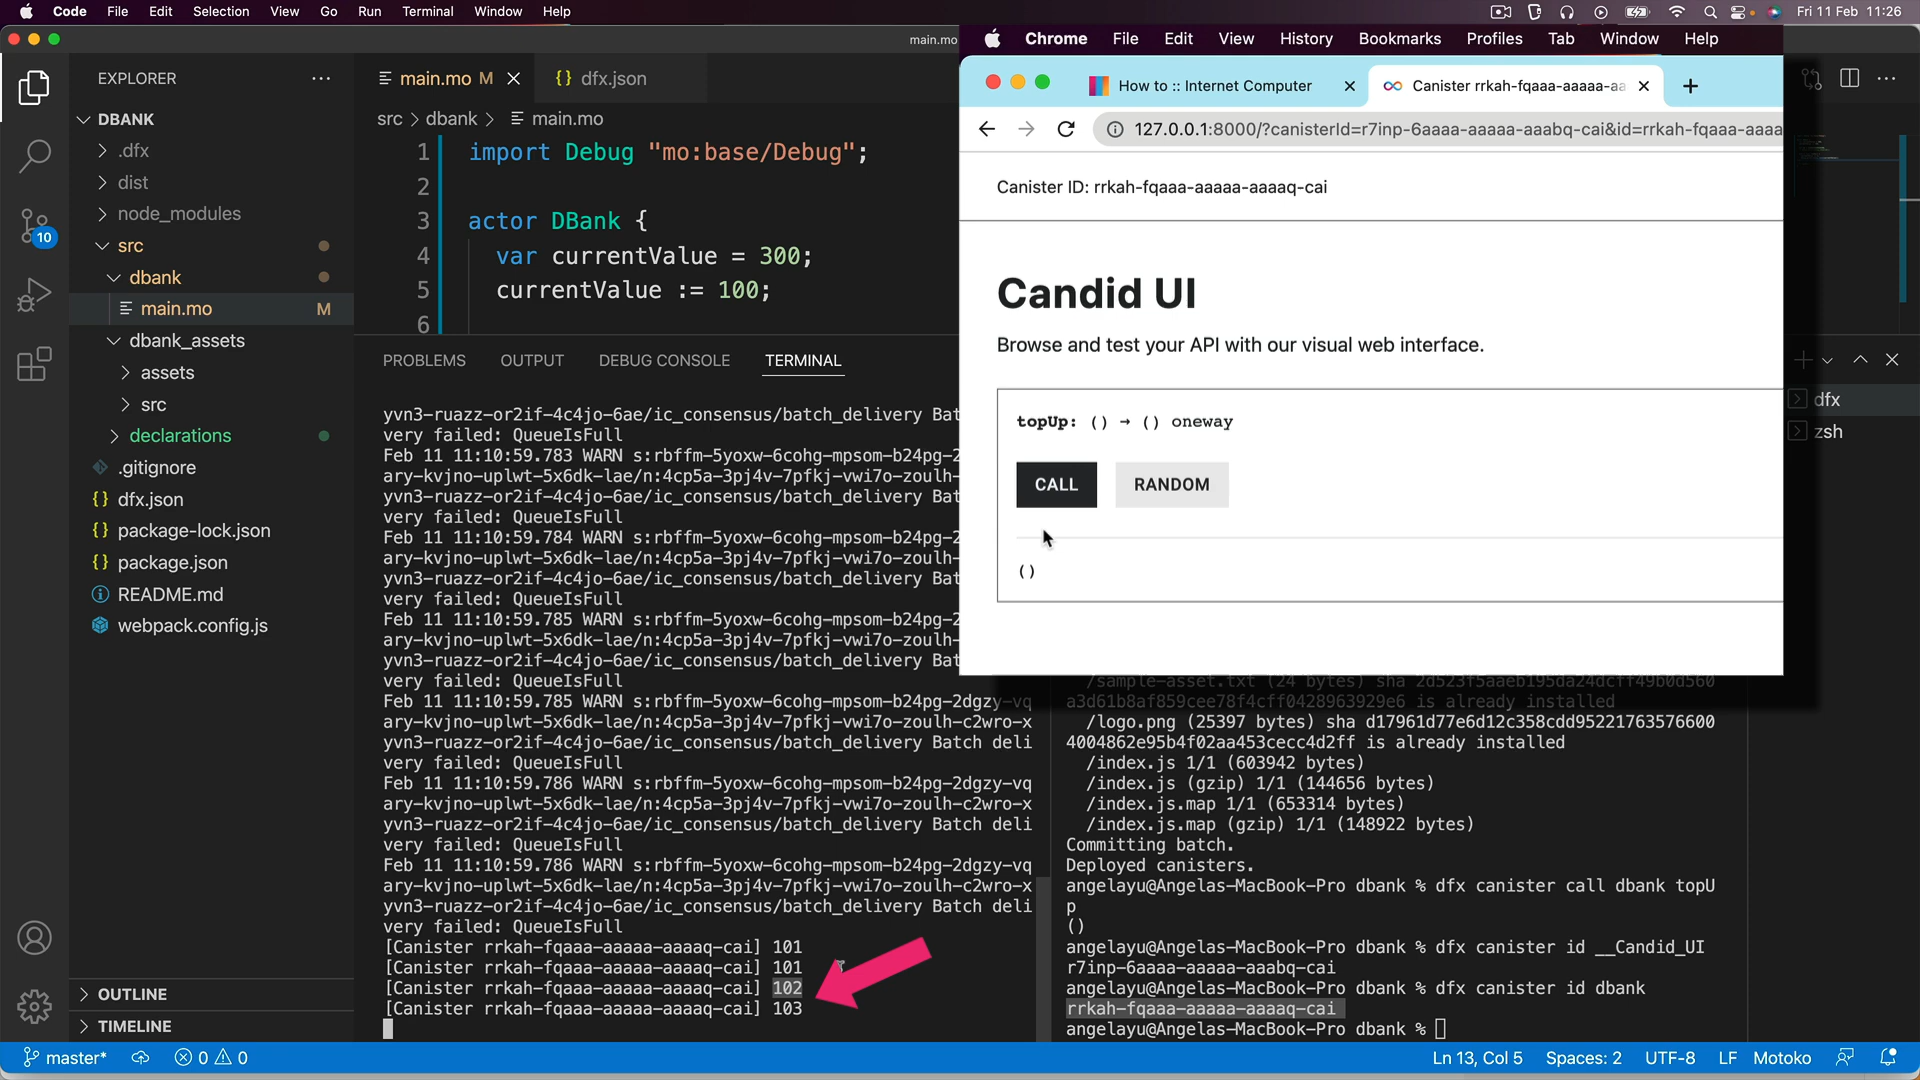 Code File Edit Selection View Go Run Terminal Window Help
Fri 11 Feb 11:26
main.mo
Chrome File Edit View History Bookmarks Profiles Tab Window Help
How to :: Internet Computer
Canister rrkah-fqaaa-aaaaa-aa
127.0.0.1:8000/?canisterId=r7inp-6aaaa-aaaaa-aaabq-cai&id=rrkah-fqaaa-aaaa
Canister ID: rrkah-fqaaa-aaaaa-aaaaq-cai
Candid UI
Browse and test your API with our visual web interface.
topUp: () → () oneway
CALL RANDOM
()
EXPLORER
DBANK
.dfx
dist
node_modules
src
dbank
main.mo M
dbank_assets
assets
src
declarations
.gitignore
{} dfx.json
{} package-lock.json
{} package.json
README.md
webpack.config.js
OUTLINE
TIMELINE
10
main.mo M
{} dfx.json
src > dbank > main.mo
1 import Debug "mo:base/Debug";
2
3 actor DBank {
4 var currentValue = 300;
5 currentValue := 100;
6
PROBLEMS OUTPUT DEBUG CONSOLE TERMINAL
dfx
zsh
yvn3-ruazz-or2if-4c4jo-6ae/ic_consensus/batch_delivery Bat
very failed: QueueIsFull
Feb 11 11:10:59.783 WARN s:rbffm-5yoxw-6cohg-mpsom-b24pg-2
ary-kvjno-uplwt-5x6dk-lae/n:4cp5a-3pj4v-7pfkj-vwi7o-zoulh-
yvn3-ruazz-or2if-4c4jo-6ae/ic_consensus/batch_delivery Bat
very failed: QueueIsFull
Feb 11 11:10:59.784 WARN s:rbffm-5yoxw-6cohg-mpsom-b24pg-2
ary-kvjno-uplwt-5x6dk-lae/n:4cp5a-3pj4v-7pfkj-vwi7o-zoulh-
yvn3-ruazz-or2if-4c4jo-6ae/ic_consensus/batch_delivery Bat
very failed: QueueIsFull
Feb 11 11:10:59.785 WARN s:rbffm-5yoxw-6cohg-mpsom-b24pg-2
ary-kvjno-uplwt-5x6dk-lae/n:4cp5a-3pj4v-7pfkj-vwi7o-zoulh-
yvn3-ruazz-or2if-4c4jo-6ae/ic_consensus/batch_delivery Bat
very failed: QueueIsFull
Feb 11 11:10:59.785 WARN s:rbffm-5yoxw-6cohg-mpsom-b24pg-2dgzy-vq
ary-kvjno-uplwt-5x6dk-lae/n:4cp5a-3pj4v-7pfkj-vwi7o-zoulh-c2wro-x
yvn3-ruazz-or2if-4c4jo-6ae/ic_consensus/batch_delivery Batch deli
very failed: QueueIsFull
Feb 11 11:10:59.786 WARN s:rbffm-5yoxw-6cohg-mpsom-b24pg-2dgzy-vq
ary-kvjno-uplwt-5x6dk-lae/n:4cp5a-3pj4v-7pfkj-vwi7o-zoulh-c2wro-x
yvn3-ruazz-or2if-4c4jo-6ae/ic_consensus/batch_delivery Batch deli
very failed: QueueIsFull
Feb 11 11:10:59.786 WARN s:rbffm-5yoxw-6cohg-mpsom-b24pg-2dgzy-vq
ary-kvjno-uplwt-5x6dk-lae/n:4cp5a-3pj4v-7pfkj-vwi7o-zoulh-c2wro-x
yvn3-ruazz-or2if-4c4jo-6ae/ic_consensus/batch_delivery Batch deli
very failed: QueueIsFull
[Canister rrkah-fqaaa-aaaaa-aaaaq-cai] 101
[Canister rrkah-fqaaa-aaaaa-aaaaq-cai] 101
[Canister rrkah-fqaaa-aaaaa-aaaaq-cai] 102
[Canister rrkah-fqaaa-aaaaa-aaaaq-cai] 103
/sample-asset.txt (24 bytes) sha 2d523f5aaeb195da24dcff49b0d560
a3d61b8af859cee78f4cff0428963929e6 is already installed
/logo.png (25397 bytes) sha d17961d77e6d12c358cdd95221763576600
4004862e95b4f02aa453cecc4d2ff is already installed
/index.js 1/1 (603942 bytes)
/index.js (gzip) 1/1 (144656 bytes)
/index.js.map 1/1 (653314 bytes)
/index.js.map (gzip) 1/1 (148922 bytes)
Committing batch.
Deployed canisters.
angelayu@Angelas-MacBook-Pro dbank % dfx canister call dbank topU
p
()
angelayu@Angelas-MacBook-Pro dbank % dfx canister id __Candid_UI
r7inp-6aaaa-aaaaa-aaabq-cai
angelayu@Angelas-MacBook-Pro dbank % dfx canister id dbank
rrkah-fqaaa-aaaaa-aaaaq-cai
angelayu@Angelas-MacBook-Pro dbank %
master* 0 0
Ln 13, Col 5 Spaces: 2 UTF-8 LF Motoko